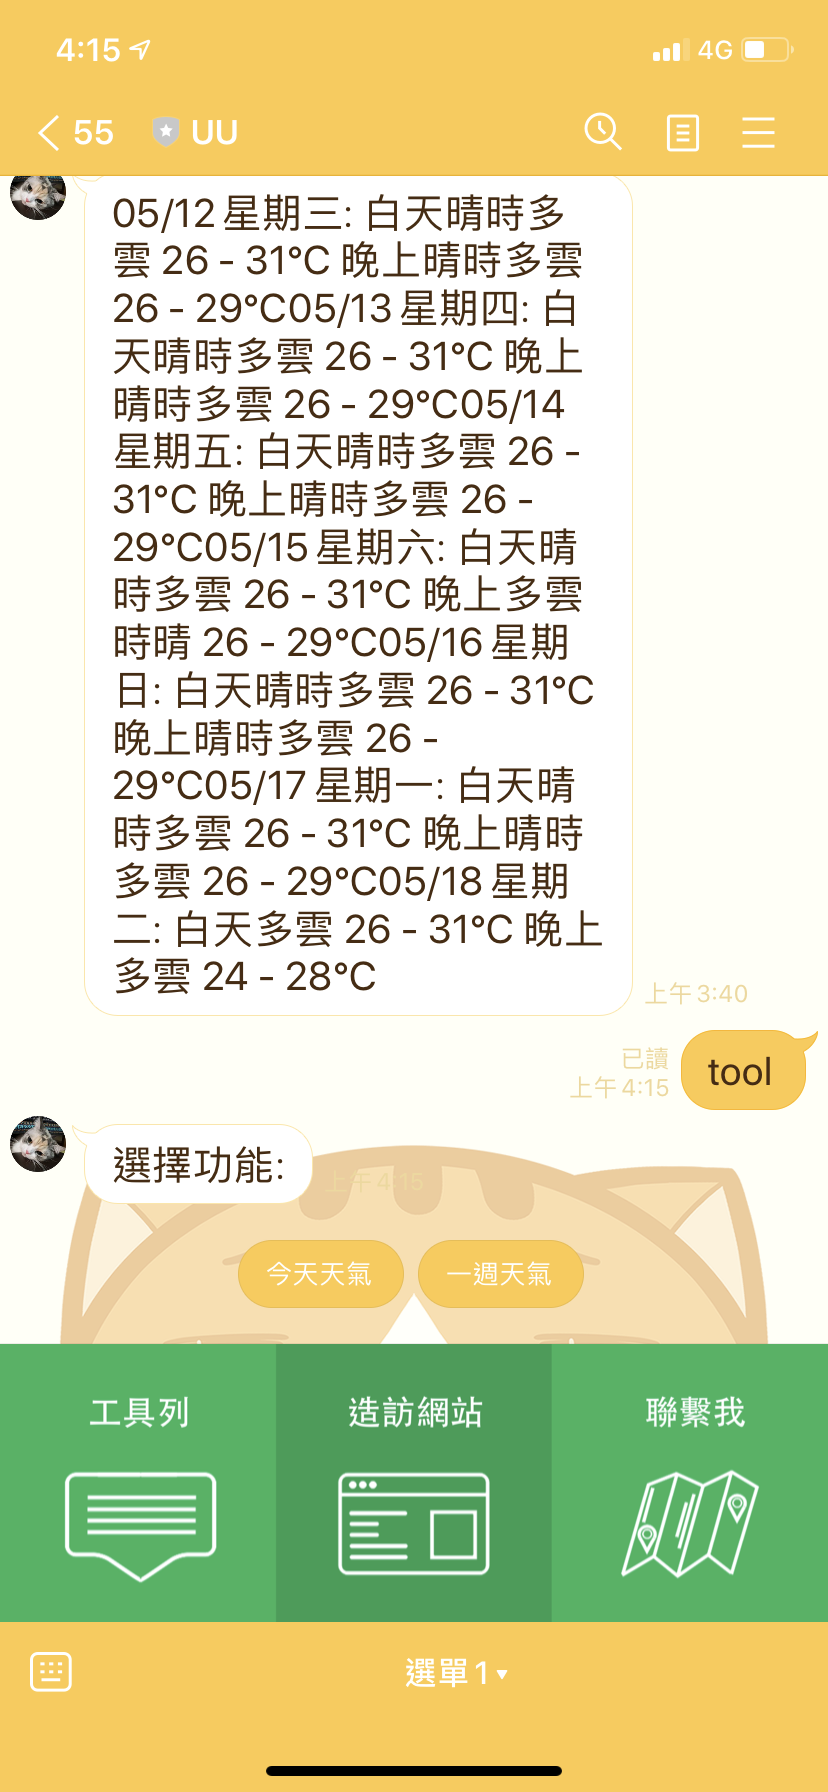 4:15
4G
55
UU
05/12 星期三: 白天晴時多
雲 26 - 31°C 晚上晴時多雲
26 - 29°C05/13 星期四: 白
天晴時多雲 26 - 31°C 晚上
晴時多雲 26 - 29°C05/14
星期五: 白天晴時多雲 26 -
31°C 晚上晴時多雲 26 -
29°C05/15 星期六: 白天晴
時多雲 26 - 31°C 晚上多雲
時晴 26 - 29°C05/16 星期
日: 白天晴時多雲 26 - 31°C
晚上晴時多雲 26 -
29°C05/17 星期一: 白天晴
時多雲 26 - 31°C 晚上晴時
多雲 26 - 29°C05/18 星期
二: 白天多雲 26 - 31°C 晚上
多雲 24 - 28°C
上午 3:40
已讀
上午 4:15
tool
選擇功能:
上午 4:15
今天天氣
一週天氣
工具列
造訪網站
聯繫我
選單 1 ▾